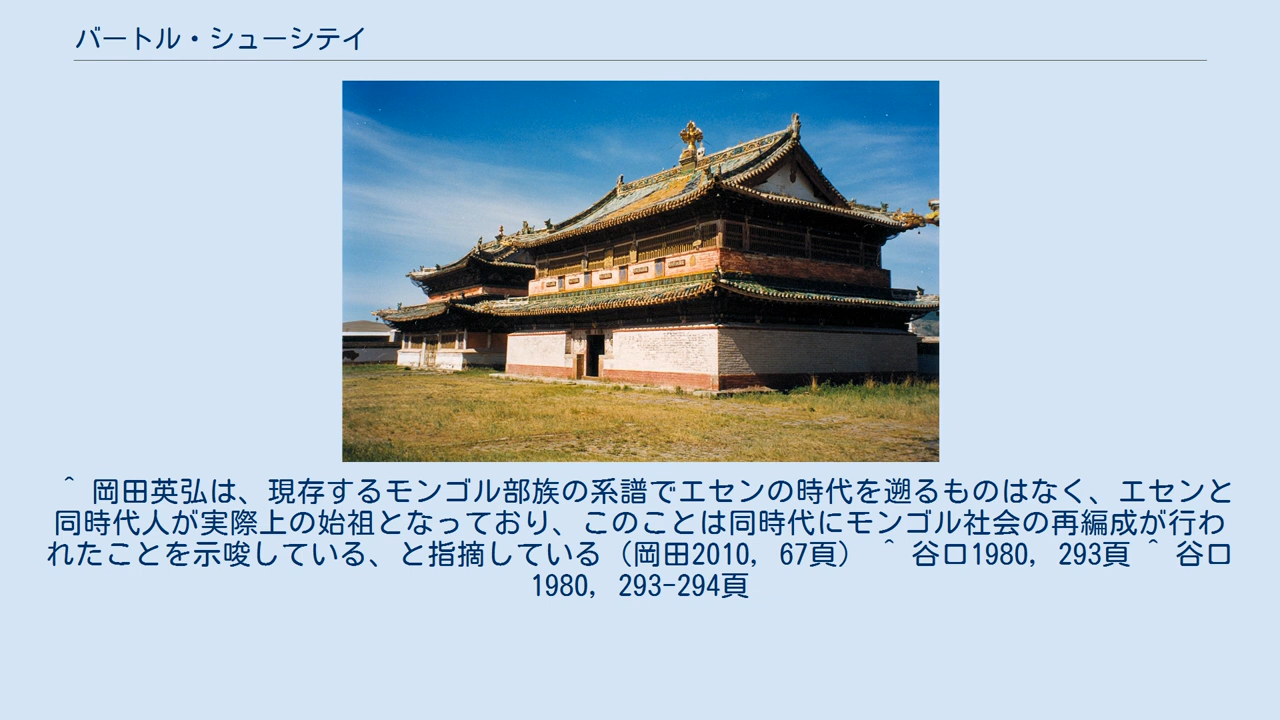 バートル・シューシテイ
^ 岡田英弘は、現存するモンゴル部族の系譜でエセンの時代を遡るものはなく、エセンと
同時代人が実際上の始祖となっており、このことは同時代にモンゴル社会の再編成が行わ
れたことを示唆している、と指摘している（岡田2010, 67頁） ^ 谷口1980, 293頁 ^ 谷口
1980, 293-294頁